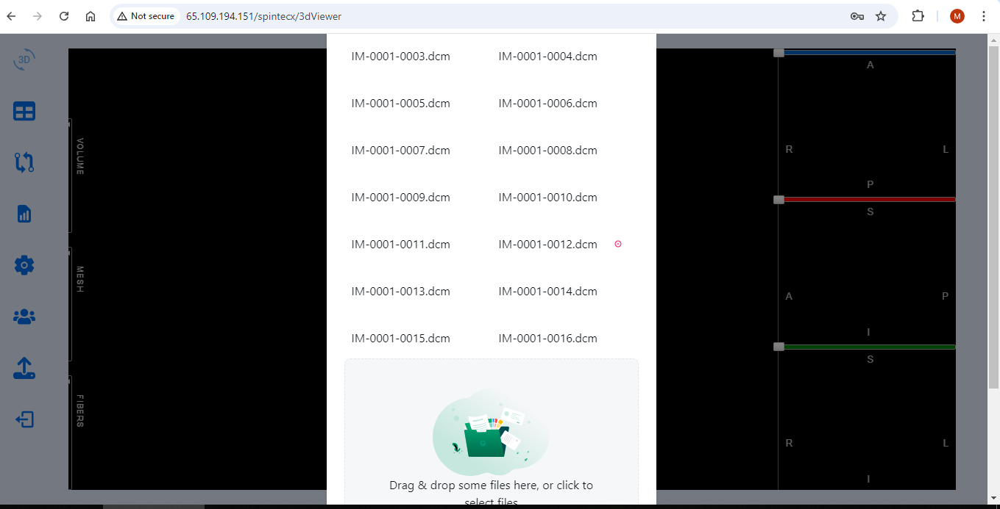 Not secure
65.109.194.151/spintecx/3dViewer
M
3D
IM-0001-0003.dcm IM-0001-0004.dcm
IM-0001-0005.dcm IM-0001-0006.dcm
IM-0001-0007.dcm IM-0001-0008.dcm
IM-0001-0009.dcm IM-0001-0010.dcm
IM-0001-0011.dcm IM-0001-0012.dcm
IM-0001-0013.dcm IM-0001-0014.dcm
IM-0001-0015.dcm IM-0001-0016.dcm
Drag & drop some files here, or click to
select files
VOLUME
MESH
FIBERS
A
R L
P
S
A P
I
S
R L
I